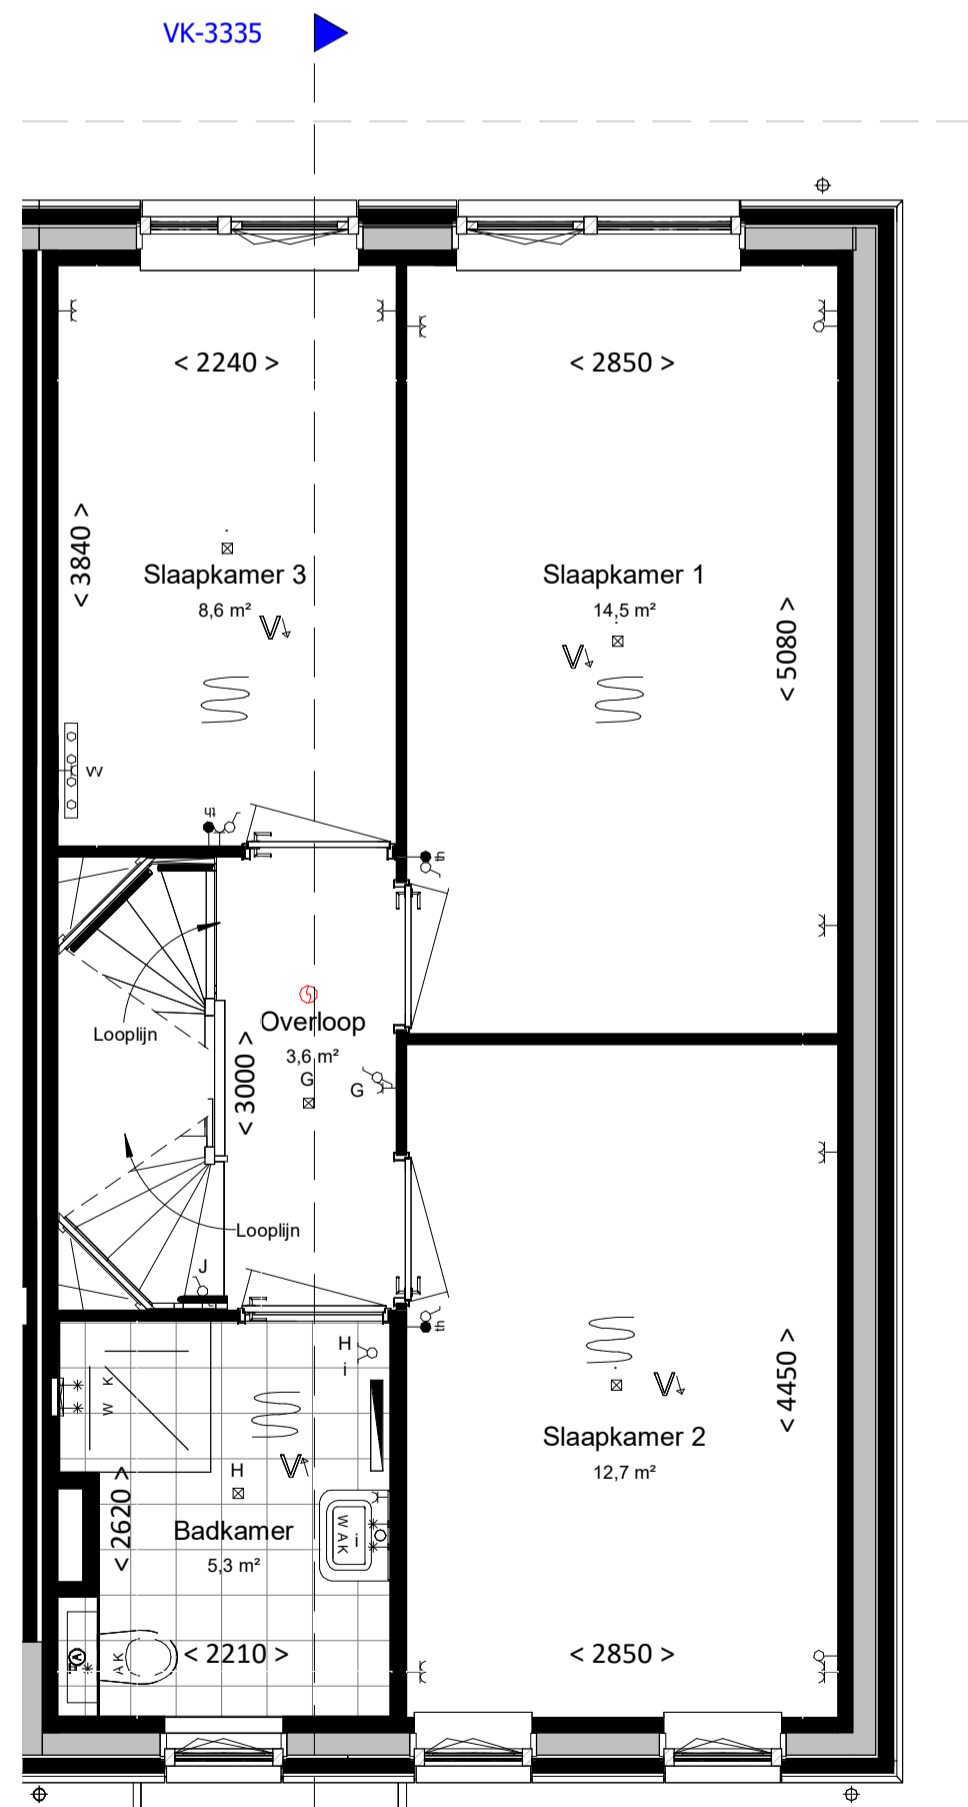 VK-3335
< 2240 >
< 2850 >
< 3840 >
Slaapkamer 3
8,6 m²
V
Slaapkamer 1
14,5 m²
V
< 5080 >
W
th
th
Looplijn
Overloop
3,6 m²
G
G
< 3000 >
Looplijn
J
th
H
i
W K
V
H
< 2620 >
Badkamer
5,3 m²
WAK
i
AK
A
< 2210 >
V
Slaapkamer 2
12,7 m²
< 4450 >
< 2850 >